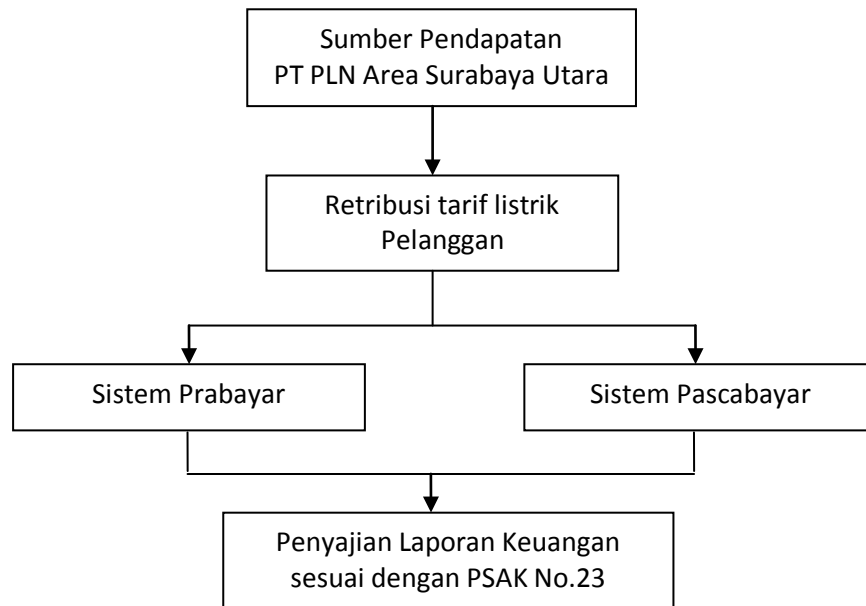 Sumber Pendapatan
PT PLN Area Surabaya Utara
Retribusi tarif listrik
Pelanggan
Sistem Prabayar
Sistem Pascabayar
Penyajian Laporan Keuangan
sesuai dengan PSAK No.23